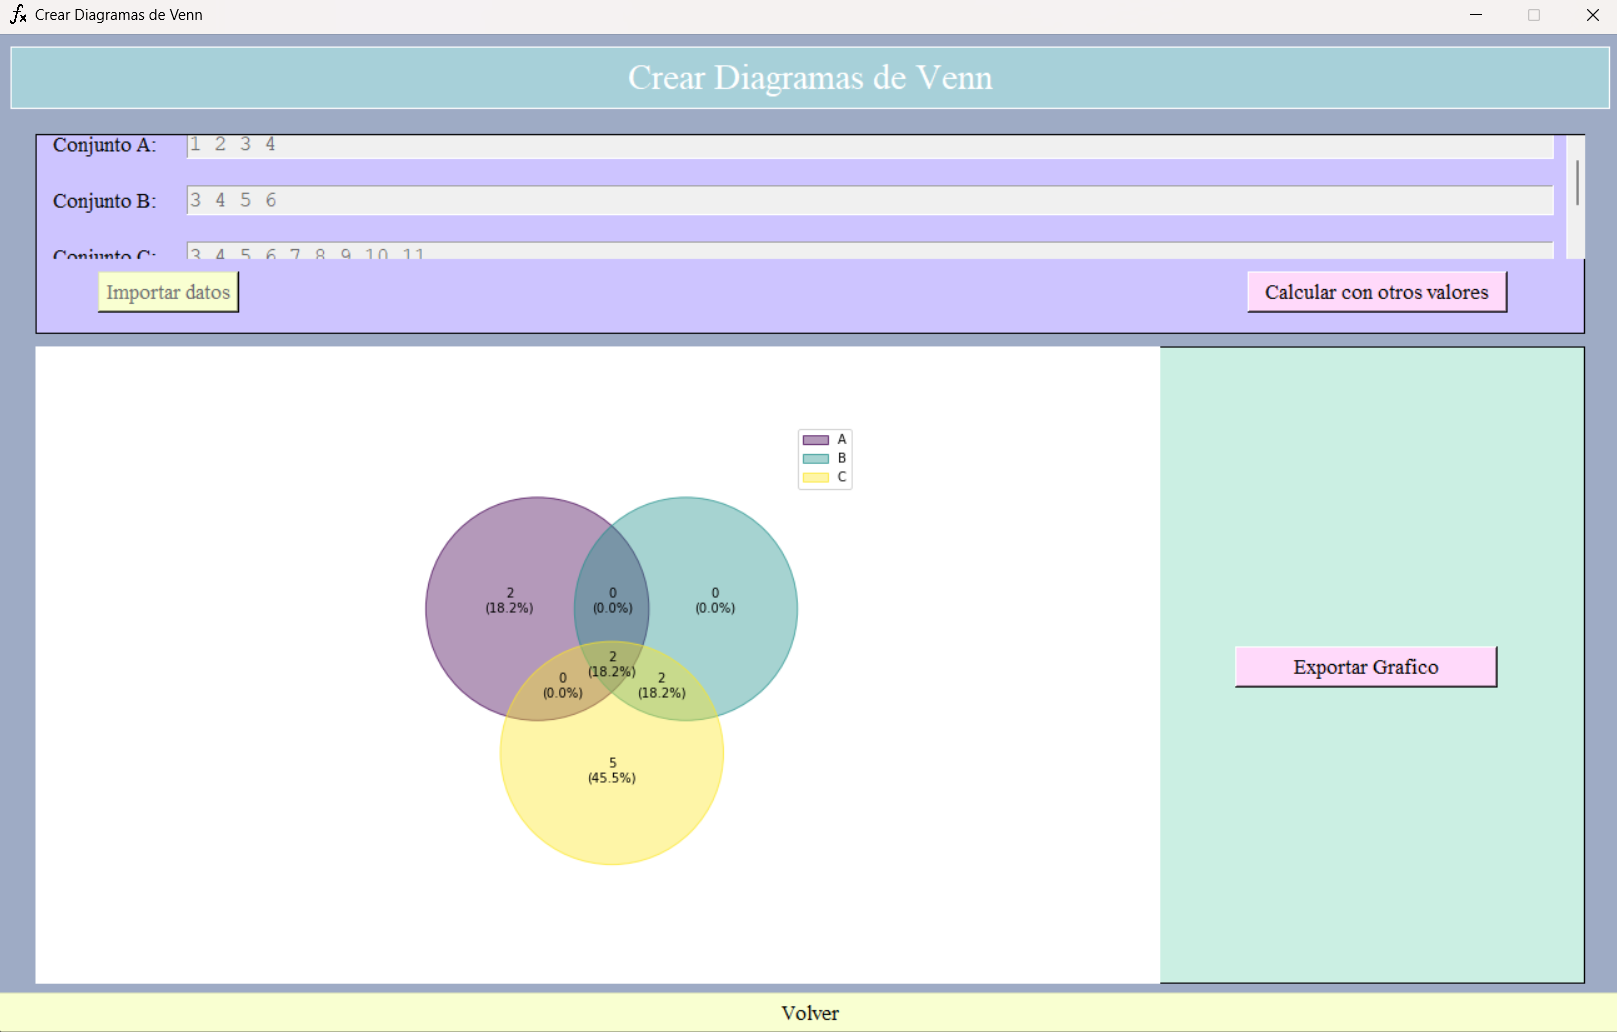 Crear Diagramas de Venn
Crear Diagramas de Venn
Conjunto A: 1 2 3 4
Conjunto B: 3 4 5 6
Conjunto C: 3 4 5 6 7 8 9 10 11
Importar datos
Calcular con otros valores
A
B
C
2
(18.2%)
0
(0.0%)
0
(0.0%)
2
(18.2%)
0
(0.0%)
2
(18.2%)
5
(45.5%)
Exportar Grafico
Volver